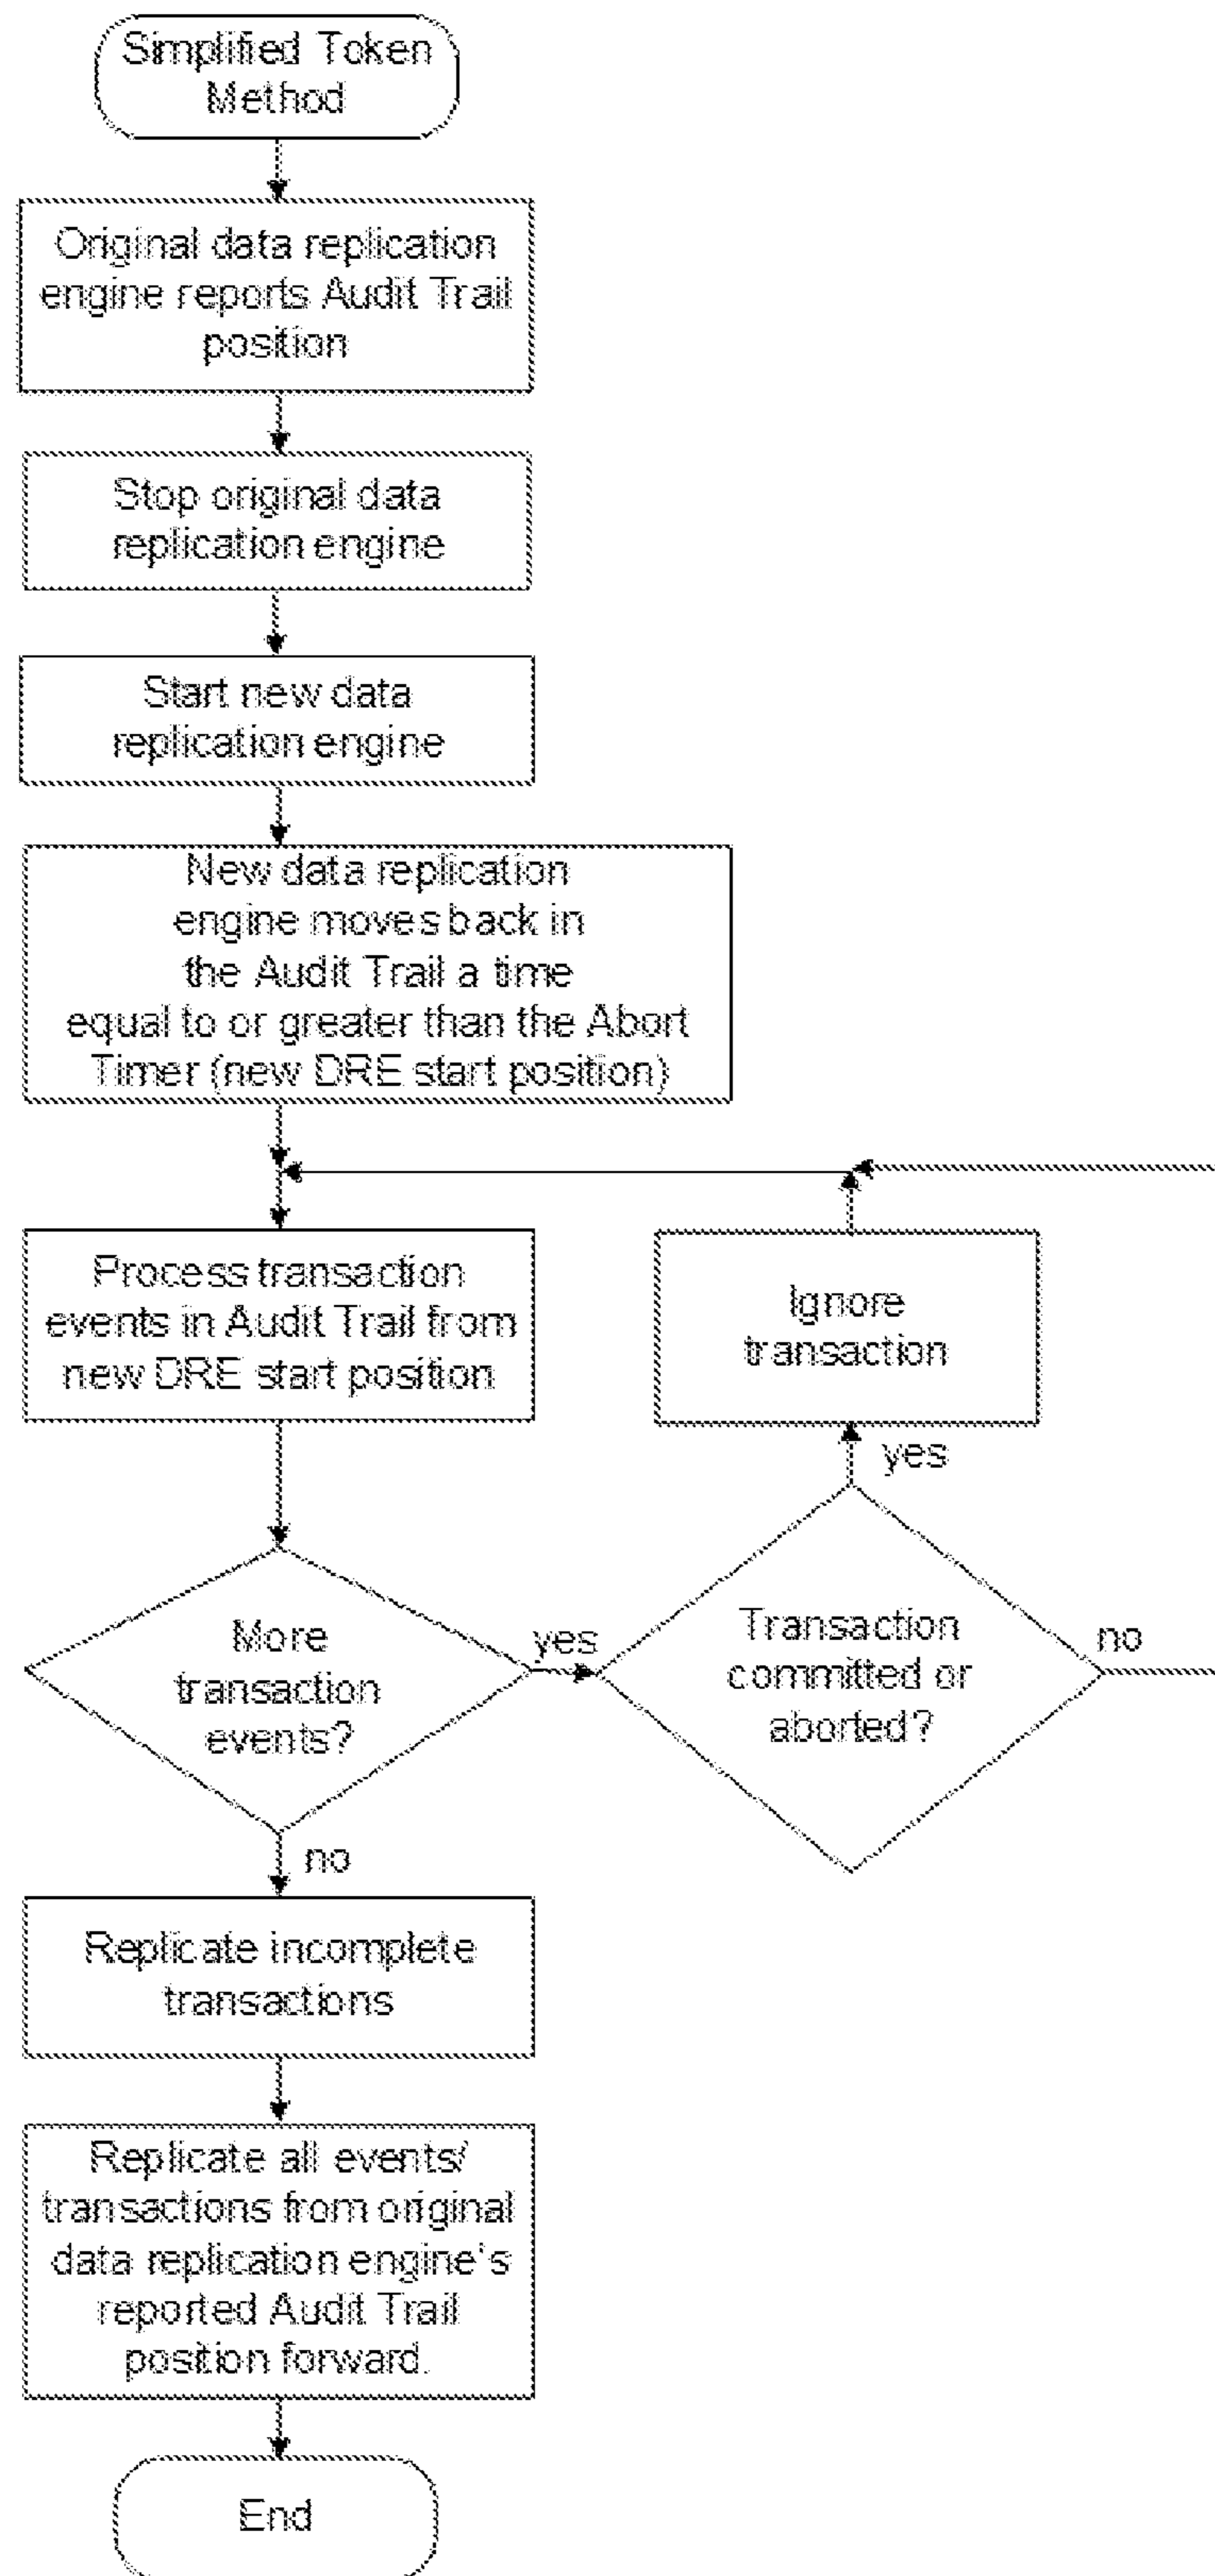 Simplified Token
Method
Original data replication
engine reports Audit Trail
position
Stop original data
replication engine
Start new data
replication engine
New data replication
engine moves back in
the Audit Trail a time
equal to or greater than the Abort
Timer (new DRE start position)
Process transaction
events in Audit Trail from
new DRE start position
Ignore
transaction
yes
More
transaction
events?
yes
Transaction
committed or
aborted?
no
no
Replicate incomplete
transactions
Replicate all events/
transactions from original
data replication engine's
reported Audit Trail
position forward.
End